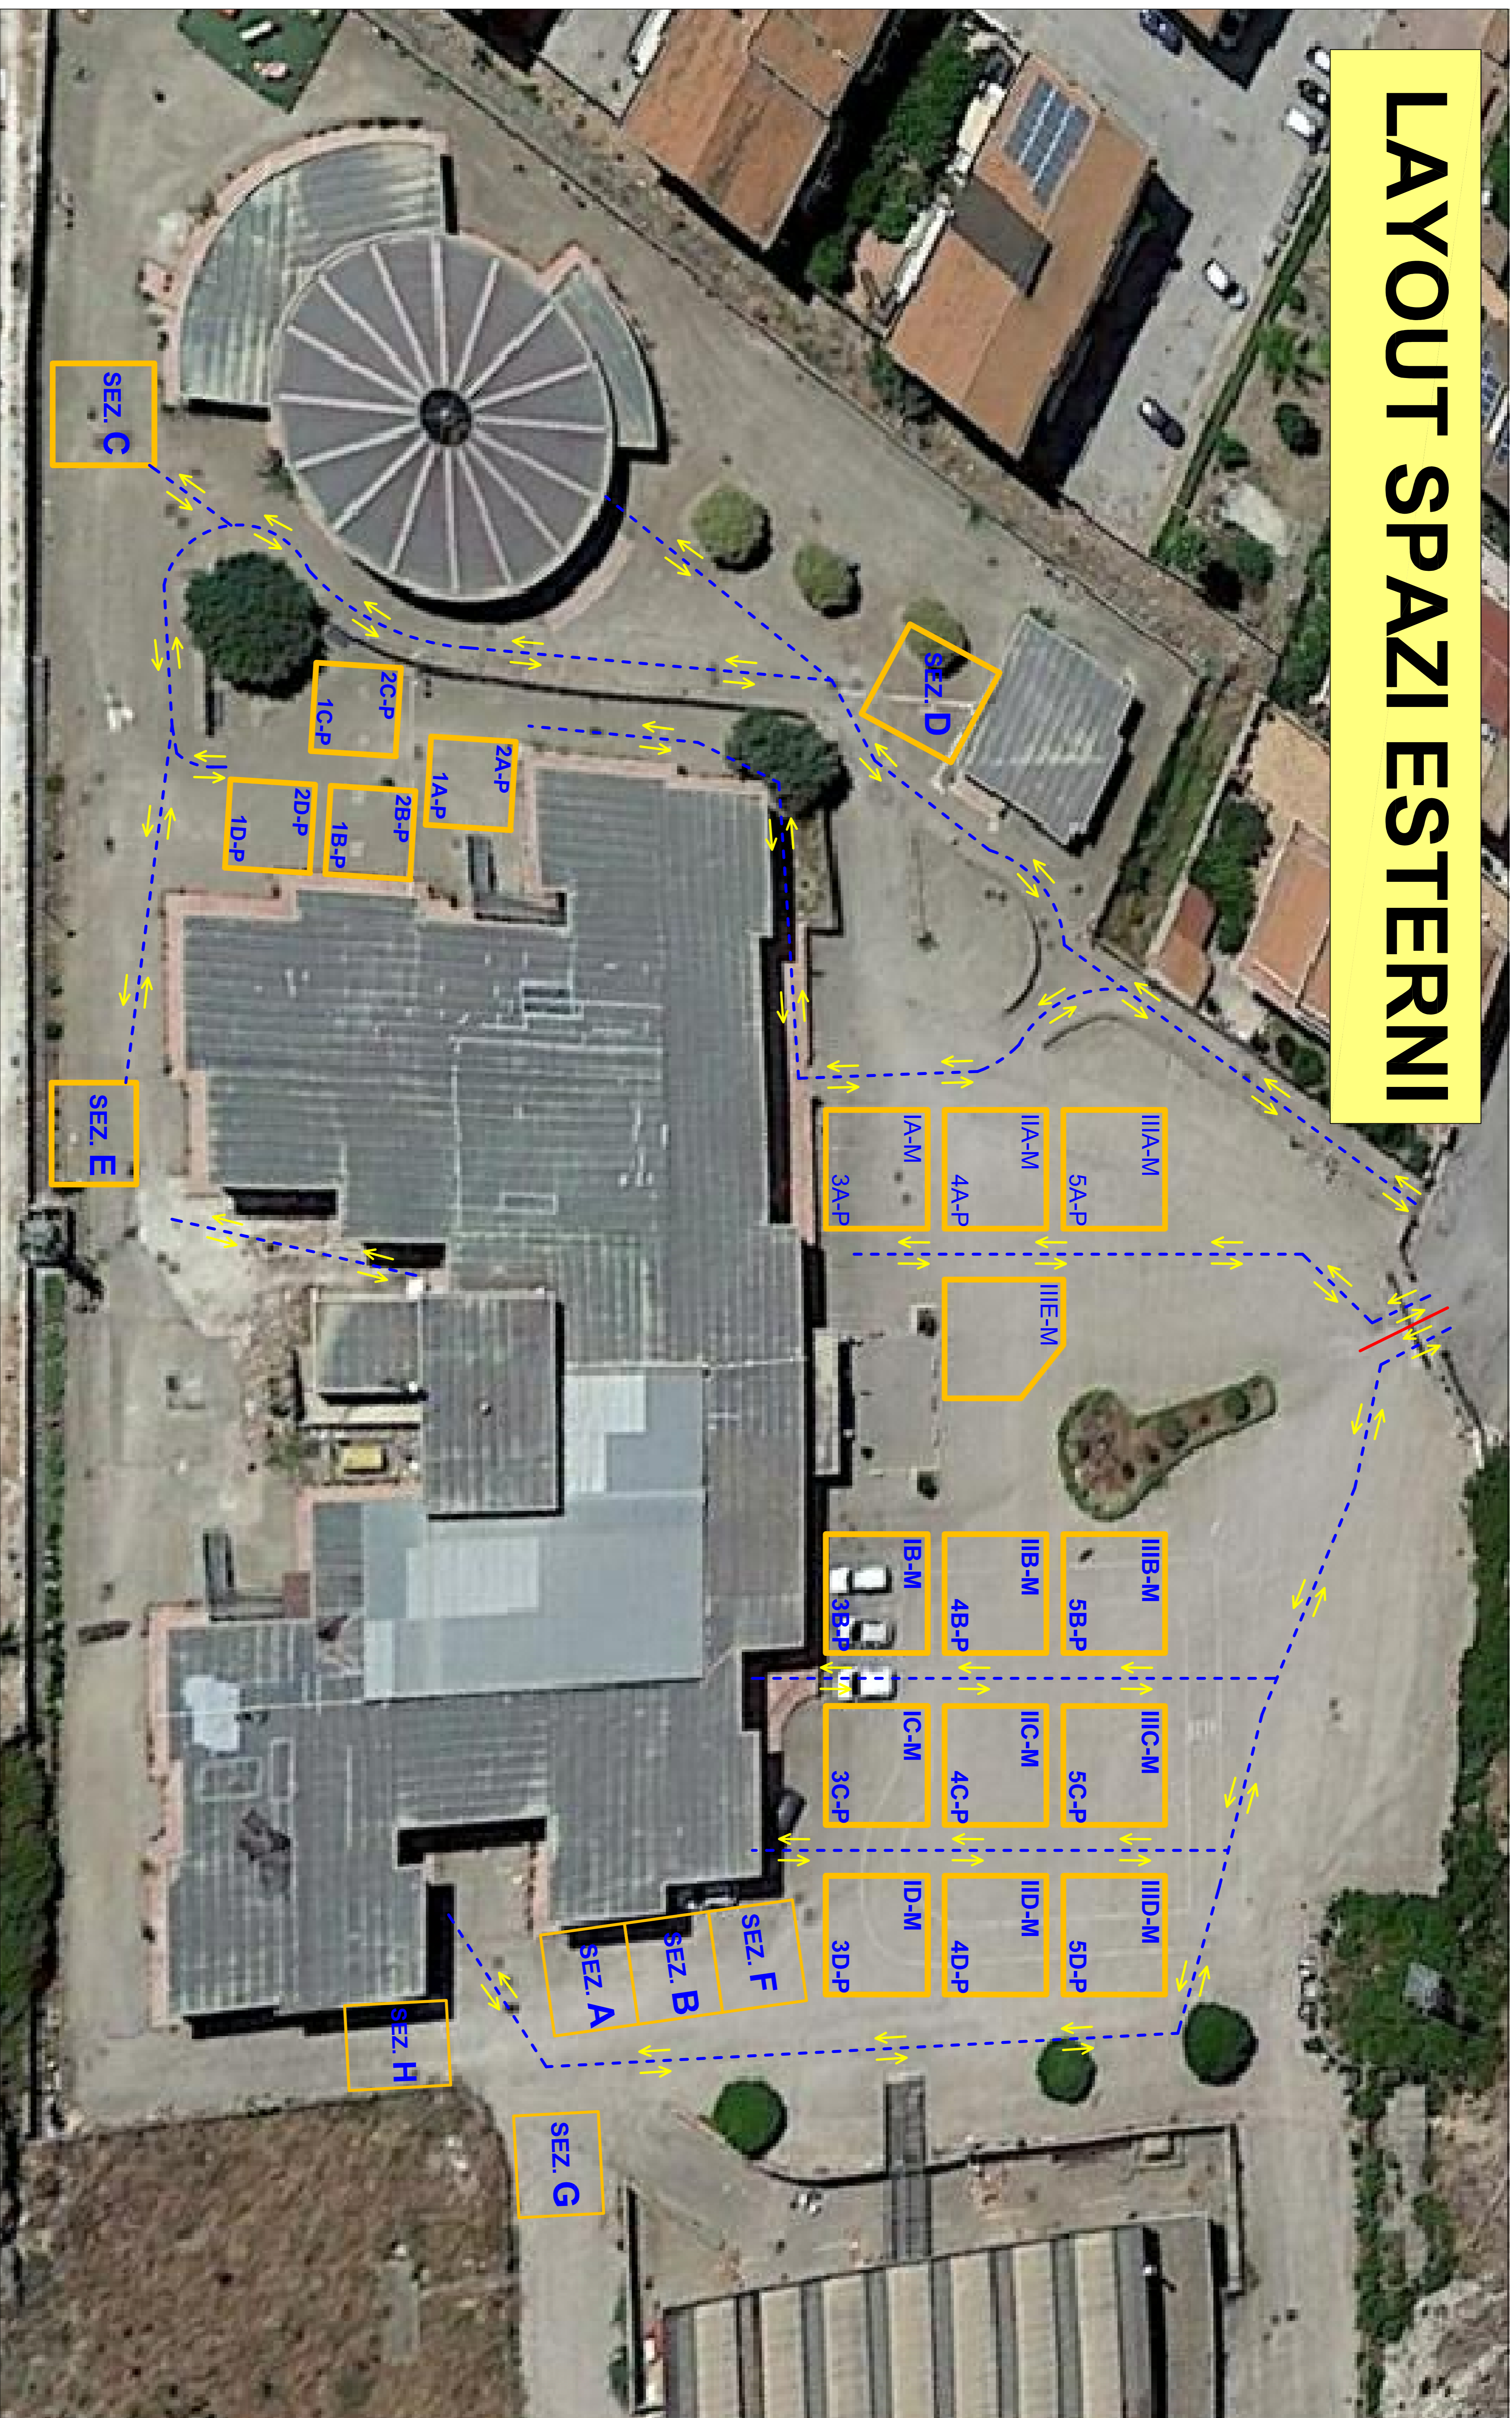 LAYOUT SPAZI ESTERNI
IIIA-M
5A-P
IIA-M
4A-P
IA-M
3A-P
IIIE-M
IIIB-M
5B-P
IIB-M
4B-P
IB-M
3B-P
IIIC-M
5C-P
IIC-M
4C-P
IC-M
3C-P
IIID-M
5D-P
IID-M
4D-P
ID-M
3D-P
SEZ. D
SEZ. F
SEZ. B
SEZ. A
SEZ. G
SEZ. H
2A-P
1A-P
2C-P
1C-P
2B-P
1B-P
2D-P
1D-P
SEZ. C
SEZ. E